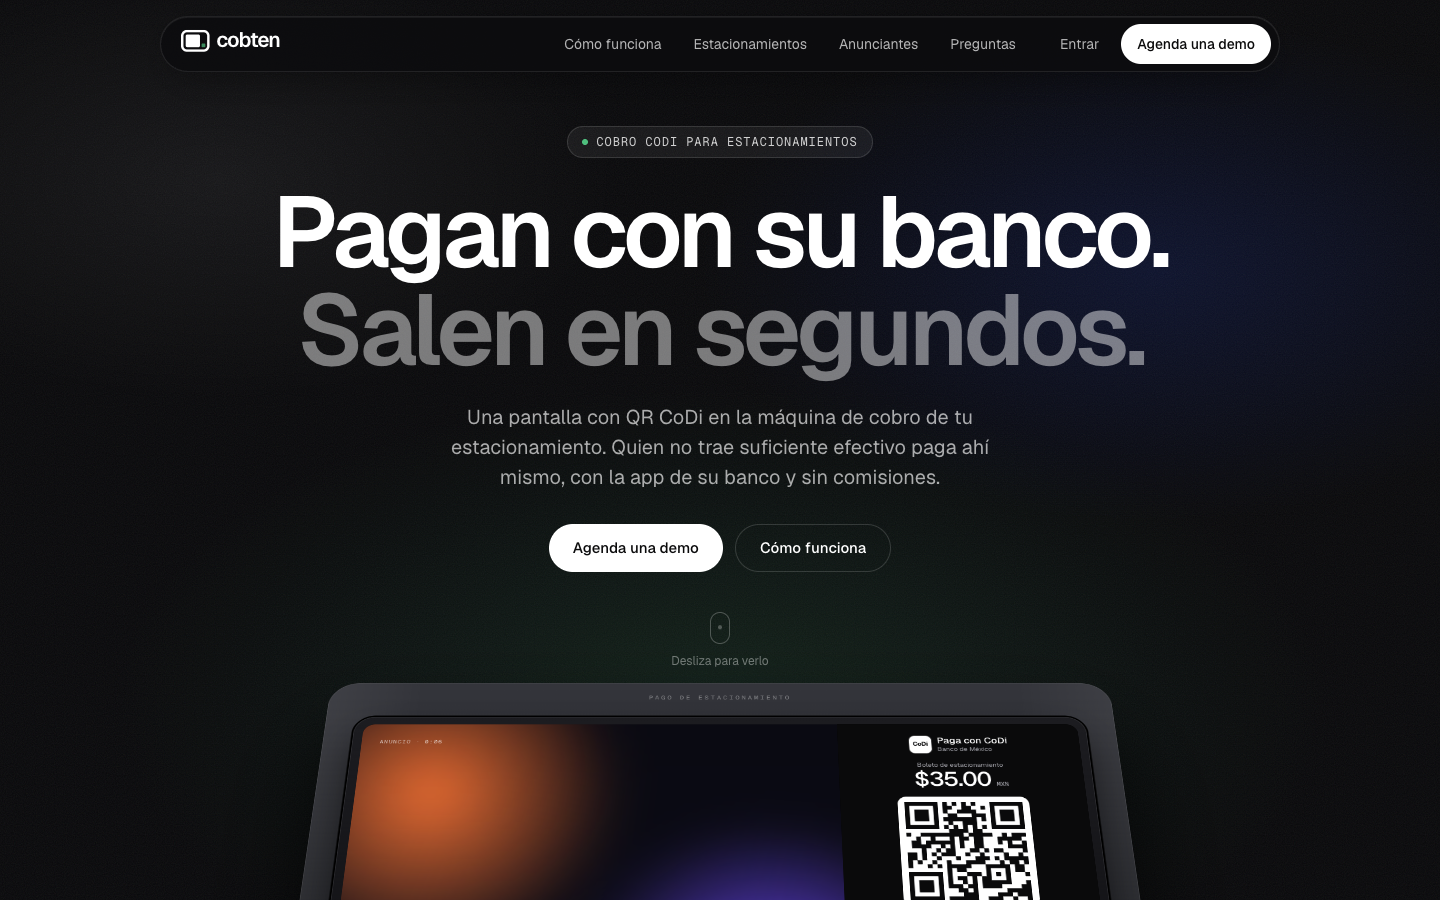 cobten
Cómo funciona
Estacionamientos
Anunciantes
Preguntas
Entrar
Agenda una demo
COBRO CODI PARA ESTACIONAMIENTOS
Pagan con su banco.
Salen en segundos.
Una pantalla con QR CoDi en la máquina de cobro de tu
estacionamiento. Quien no trae suficiente efectivo paga ahí
mismo, con la app de su banco y sin comisiones.
Agenda una demo
Cómo funciona
Desliza para verlo
PAGO DE ESTACIONAMIENTO
ANUNCIO 0:00
CoDi
Paga con CoDi
Banco de México
Boleto de estacionamiento
$35.00 MXN